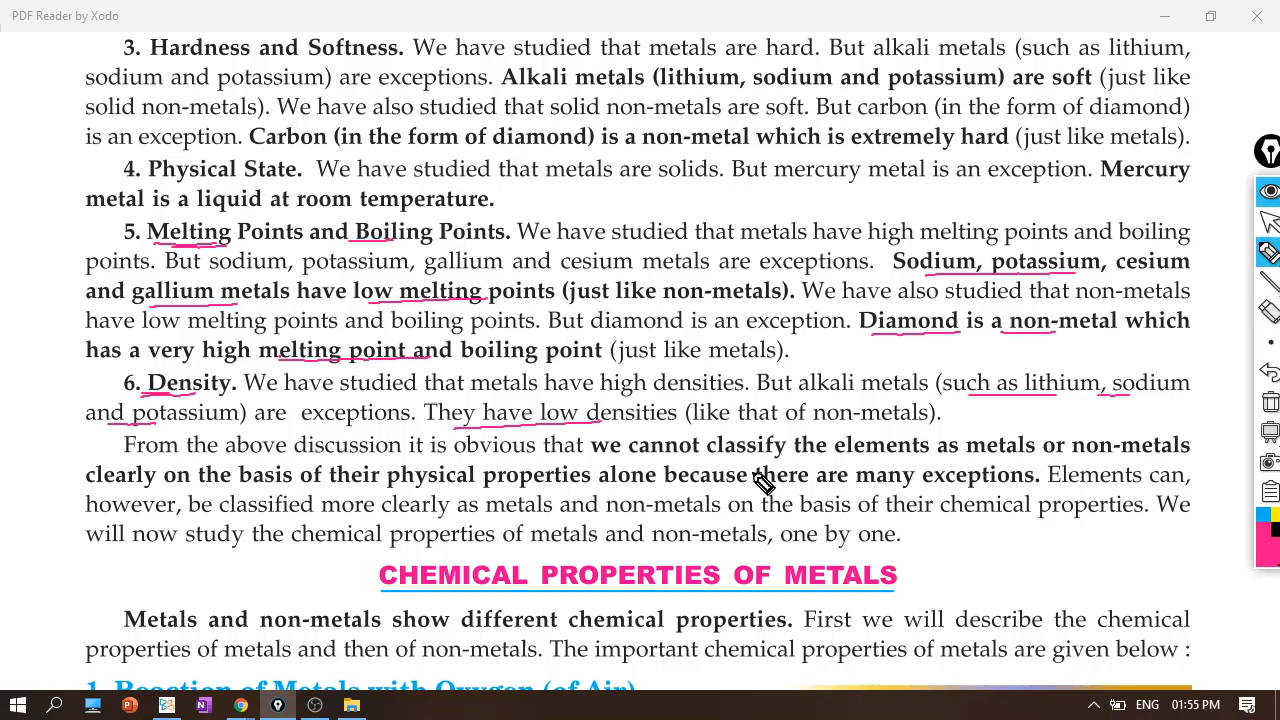 PDF Reader by Xodo
3. Hardness and Softness. We have studied that metals are hard. But alkali metals (such as lithium,
sodium and potassium) are exceptions. Alkali metals (lithium, sodium and potassium) are soft (just like
solid non-metals). We have also studied that solid non-metals are soft. But carbon (in the form of diamond)
is an exception. Carbon (in the form of diamond) is a non-metal which is extremely hard (just like metals).
4. Physical State. We have studied that metals are solids. But mercury metal is an exception. Mercury
metal is a liquid at room temperature.
5. Melting Points and Boiling Points. We have studied that metals have high melting points and boiling
points. But sodium, potassium, gallium and cesium metals are exceptions. Sodium, potassium, cesium
and gallium metals have low melting points (just like non-metals). We have also studied that non-metals
have low melting points and boiling points. But diamond is an exception. Diamond is a non-metal which
has a very high melting point and boiling point (just like metals).
6. Density. We have studied that metals have high densities. But alkali metals (such as lithium, sodium
and potassium) are exceptions. They have low densities (like that of non-metals).
From the above discussion it is obvious that we cannot classify the elements as metals or non-metals
clearly on the basis of their physical properties alone because there are many exceptions. Elements can,
however, be classified more clearly as metals and non-metals on the basis of their chemical properties. We
will now study the chemical properties of metals and non-metals, one by one.
CHEMICAL PROPERTIES OF METALS
Metals and non-metals show different chemical properties. First we will describe the chemical
properties of metals and then of non-metals. The important chemical properties of metals are given below :
1. Reaction of Metals with Oxygen (of Air)
ENG 01:55 PM